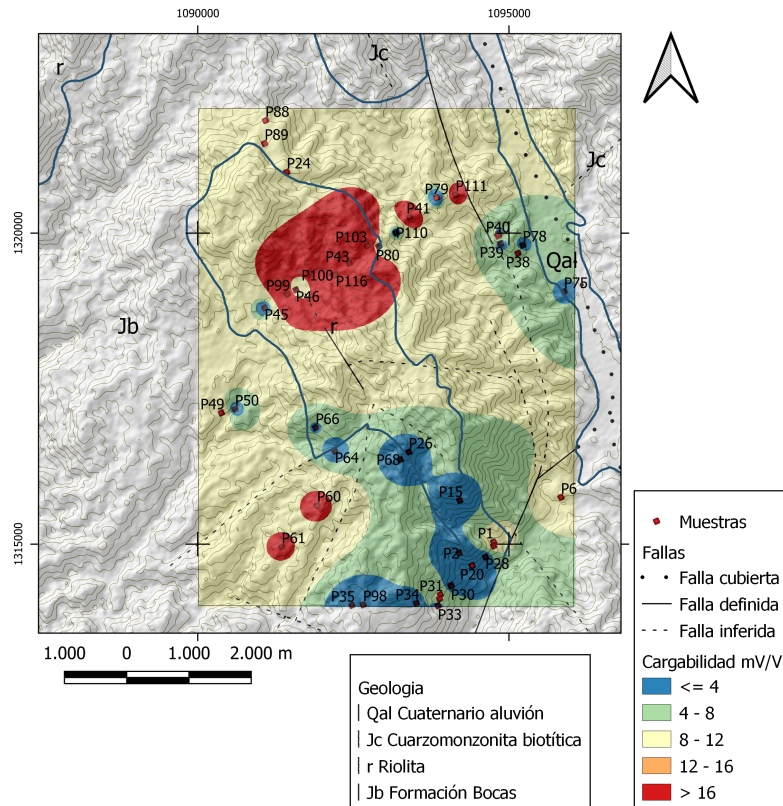 1090000
1095000
Jc
r
P88
P89
P24
Jc
P79
P111
P41
1320000
1320000
P103
P110
P40
P78
P80
P39
P38
P43
Qal
P100
P116
P75
P99
P46
P45
Jb
r
P49
P50
P66
P26
P64
P68
P6
P15
P60
Muestras
P61
P1
1315000
1315000
P2
Fallas
P28
P20
Falla cubierta
P31
P30
P35
P98
P34
P33
Falla definida
Falla inferida
1.000
0
1.000
2.000 m
Cargabilidad mV/V
<= 4
4 - 8
8 - 12
12 - 16
> 16
Geologia
| Qal Cuaternario aluvión
| Jc Cuarzomonzonita biotítica
| r Riolita
| Jb Formación Bocas